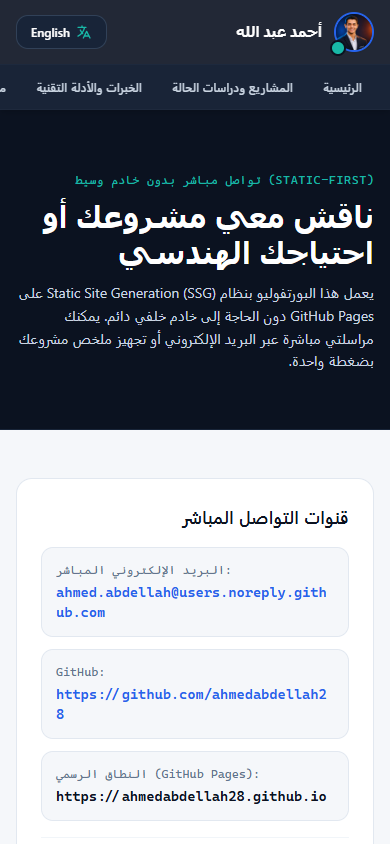 أحمد عبد الله
English
الرئيسية
المشاريع ودراسات الحالة
الخبرات والأدلة التقنية
تواصل مباشر بدون خادم وسيط (STATIC-FIRST)
ناقش معي مشروعك أو
احتياجك الهندسي
يعمل هذا البورتفوليو بنظام Static Site Generation (SSG) على
GitHub Pages دون الحاجة إلى خادم خلفي دائم. يمكنك
مراسلتي مباشرة عبر البريد الإلكتروني أو تجهيز ملخص مشروعك
بضغطة واحدة.
قنوات التواصل المباشر
البريد الإلكتروني المباشر:
ahmed.abdellah@users.noreply.gith
ub.com
GitHub:
https://github.com/ahmedabdellah2
8
النطاق الرسمي (GitHub Pages):
https://ahmedabdellah28.github.io